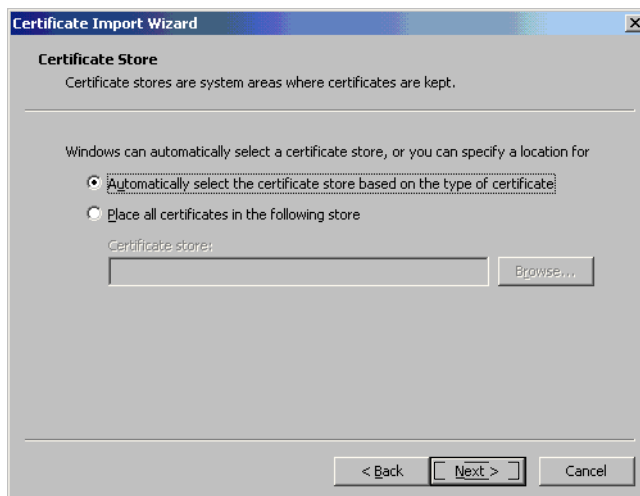 Certificate Import Wizard
Certificate Store
Certificate stores are system areas where certificates are kept.
Windows can automatically select a certificate store, or you can specify a location for
Automatically select the certificate store based on the type of certificate
Place all certificates in the following store
Certificate store:
Browse...
< Back
Next >
Cancel